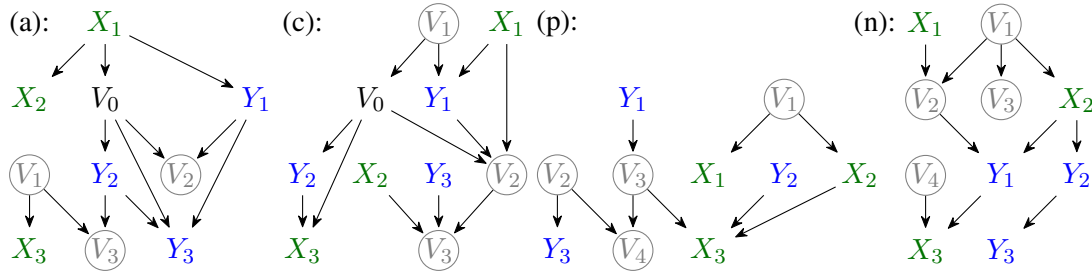 (a): X₁ (c): V₁ X₁ (p): (n): X₁ V₁
X₂ V₀ Y₁ V₀ Y₁ Y₁ V₁ V₂ V₃ X₂
V₁ Y₂ V₂ Y₂ X₂ Y₃ V₂ V₂ V₃ X₁ Y₂ X₂ V₄ Y₁ Y₂
X₃ V₃ Y₃ X₃ V₃ Y₃ V₄ X₃ X₃ Y₃